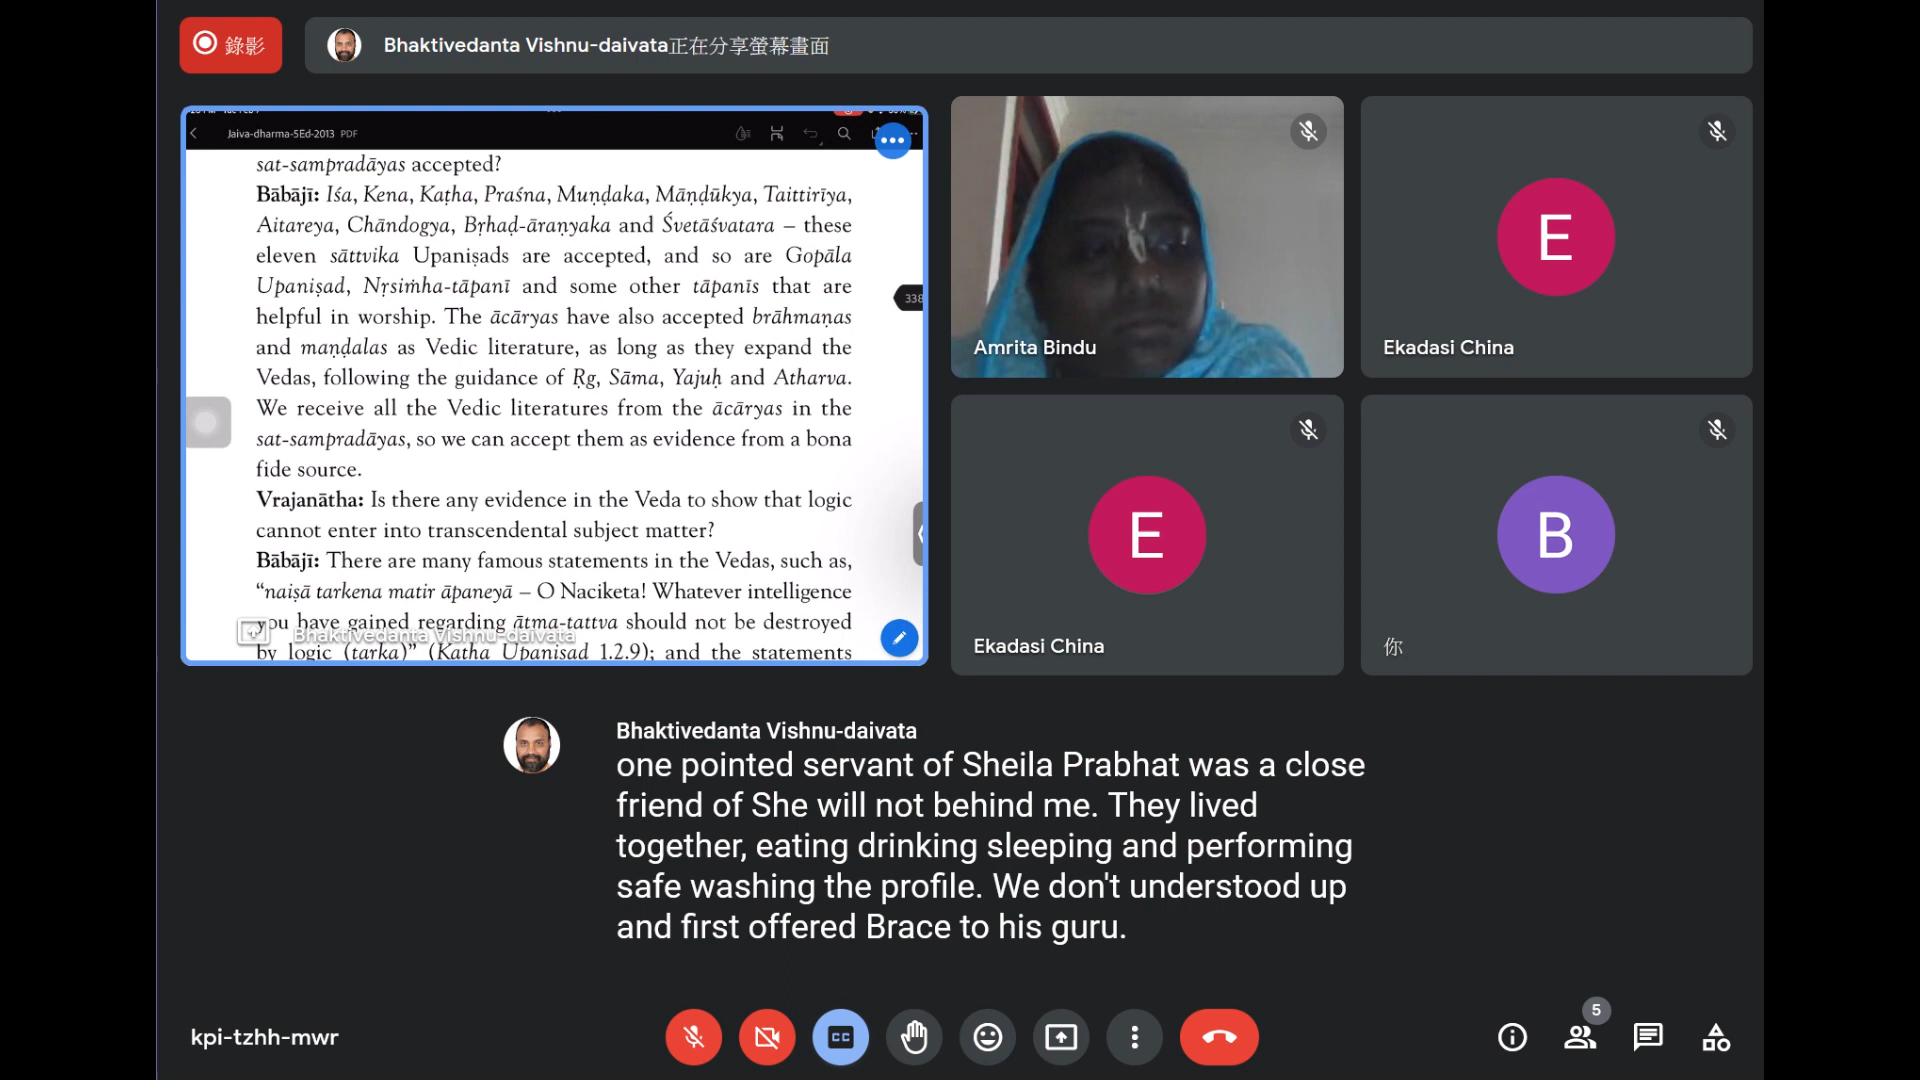 錄影
Bhaktivedanta Vishnu-daivata正在分享螢幕畫面
Jaiva-dharma-5Ed-2013 PDF
sat-sampradāyas accepted?
Bābājī: Īśa, Kena, Kaṭha, Praśna, Muṇḍaka, Māṇḍūkya, Taittirīya,
Aitareya, Chāndogya, Bṛhad-āraṇyaka and Śvetāśvatara – these
eleven sāttvika Upaniṣads are accepted, and so are Gopāla
Upaniṣad, Nṛsiṁha-tāpanī and some other tāpanīs that are
helpful in worship. The ācāryas have also accepted brāhmaṇas
and maṇḍalas as Vedic literature, as long as they expand the
Vedas, following the guidance of Ṛg, Sāma, Yajuḥ and Atharva.
We receive all the Vedic literatures from the ācāryas in the
sat-sampradāyas, so we can accept them as evidence from a bona
fide source.
Vrajanātha: Is there any evidence in the Veda to show that logic
cannot enter into transcendental subject matter?
Bābājī: There are many famous statements in the Vedas, such as,
“naiṣā tarkena matir āpaneyā – O Naciketa! Whatever intelligence
you have gained regarding ātma-tattva should not be destroyed
by logic (tarka)” (Kaṭha Upaniṣad 1.2.9); and the statements
338
Bhaktivedanta Vishnu-daivata
Amrita Bindu
E
Ekadasi China
E
Ekadasi China
B
你
Bhaktivedanta Vishnu-daivata
one pointed servant of Sheila Prabhat was a close
friend of She will not behind me. They lived
together, eating drinking sleeping and performing
safe washing the profile. We don't understood up
and first offered Brace to his guru.
kpi-tzhh-mwr
CC
5